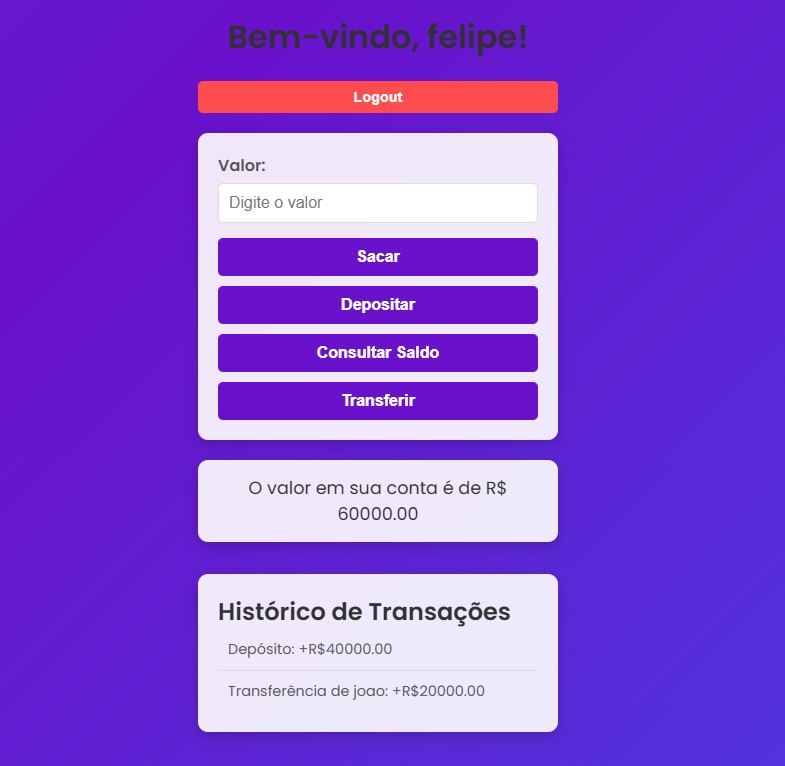 Bem-vindo, felipe!
Logout
Valor:
Digite o valor
Sacar
Depositar
Consultar Saldo
Transferir
O valor em sua conta é de R$
60000.00
Histórico de Transações
Depósito: +R$40000.00
Transferência de joao: +R$20000.00